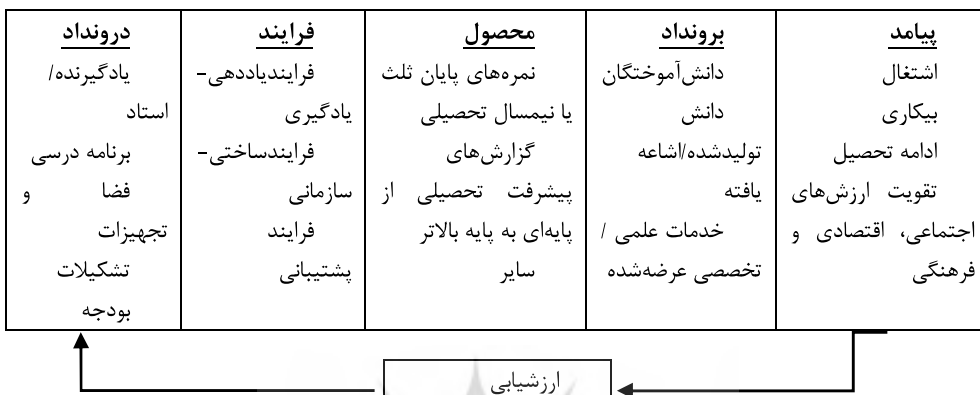 پیامد
اشتغال
بیکاری
ادامه تحصیل
تقویت ارزش‌های
اجتماعی، اقتصادی و
فرهنگی
برونداد
دانش‌آموختگان
دانش
تولیدشده/اشاعه
یافته
خدمات علمی /
تخصصی عرضه‌شده
محصول
نمره‌های پایان ثلث
یا نیمسال تحصیلی
گزارش‌های
پیشرفت تحصیلی از
پایه‌ای به پایه بالاتر
سایر
فرایند
فرایندیاددهی-
یادگیری
فرایندساختی-
سازمانی
فرایند
پشتیبانی
درونداد
یادگیرنده/
استاد
برنامه درسی
فضا و
تجهیزات
تشکیلات
بودجه
ارزشیابی